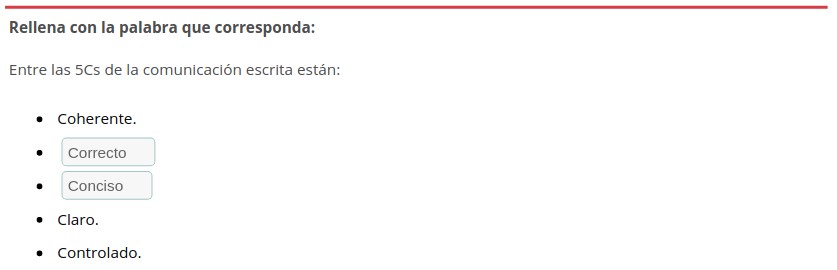 Rellena con la palabra que corresponda:
Entre las 5Cs de la comunicación escrita están:
Coherente.
Correcto
Conciso
Claro.
Controlado.